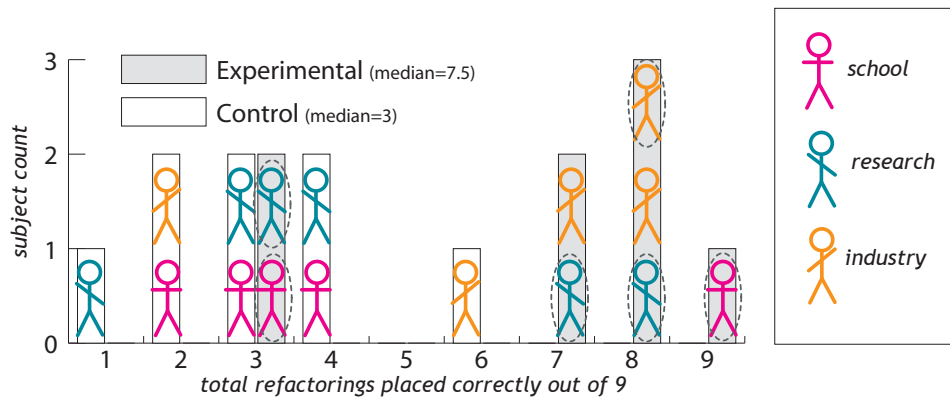 3
Experimental (median=7.5)
Control (median=3)
2
subject count
1
0
1 2 3 4 5 6 7 8 9
total refactorings placed correctly out of 9
school
research
industry